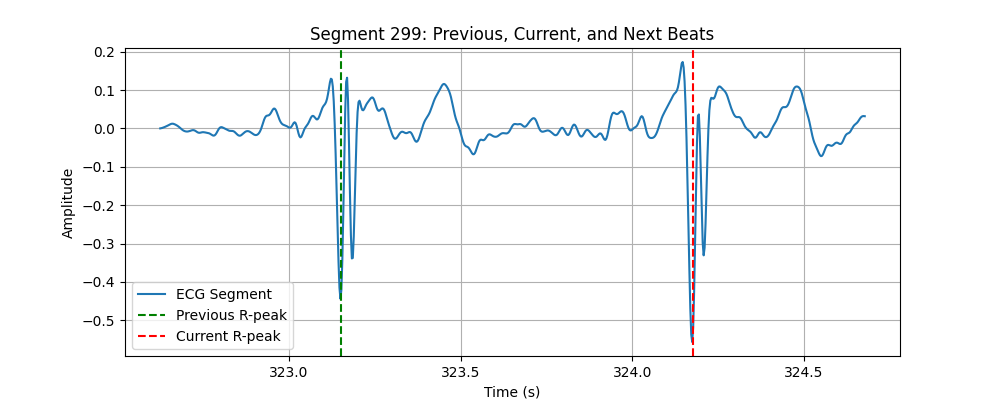 Segment 299: Previous, Current, and Next Beats
0.2
0.1
0.0
−0.1
−0.2
−0.3
−0.4
−0.5
Amplitude
ECG Segment
Previous R-peak
Current R-peak
323.0 323.5 324.0 324.5
Time (s)